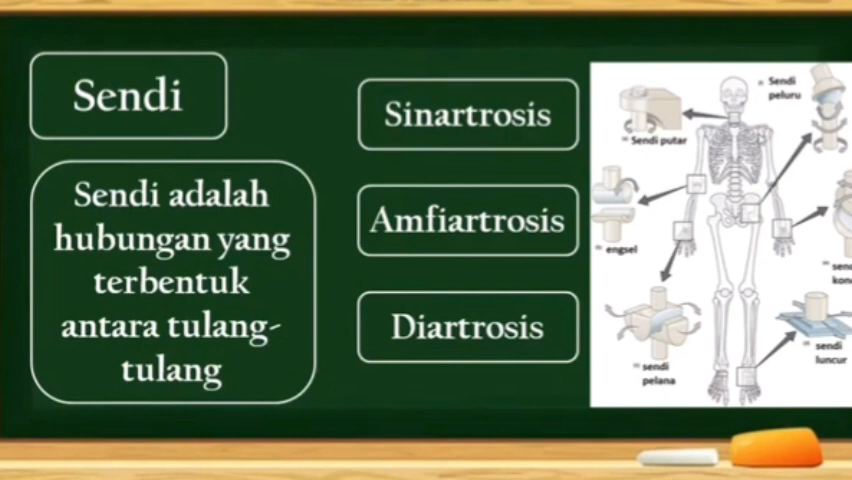 Sendi
Sendi adalah
hubungan yang
terbentuk
antara tulang-
tulang
Sinartrosis
Amfiartrosis
Diartrosis
Sendi
peluru
Sendi putar
engsel
sendi
pelana
sendi
luncur